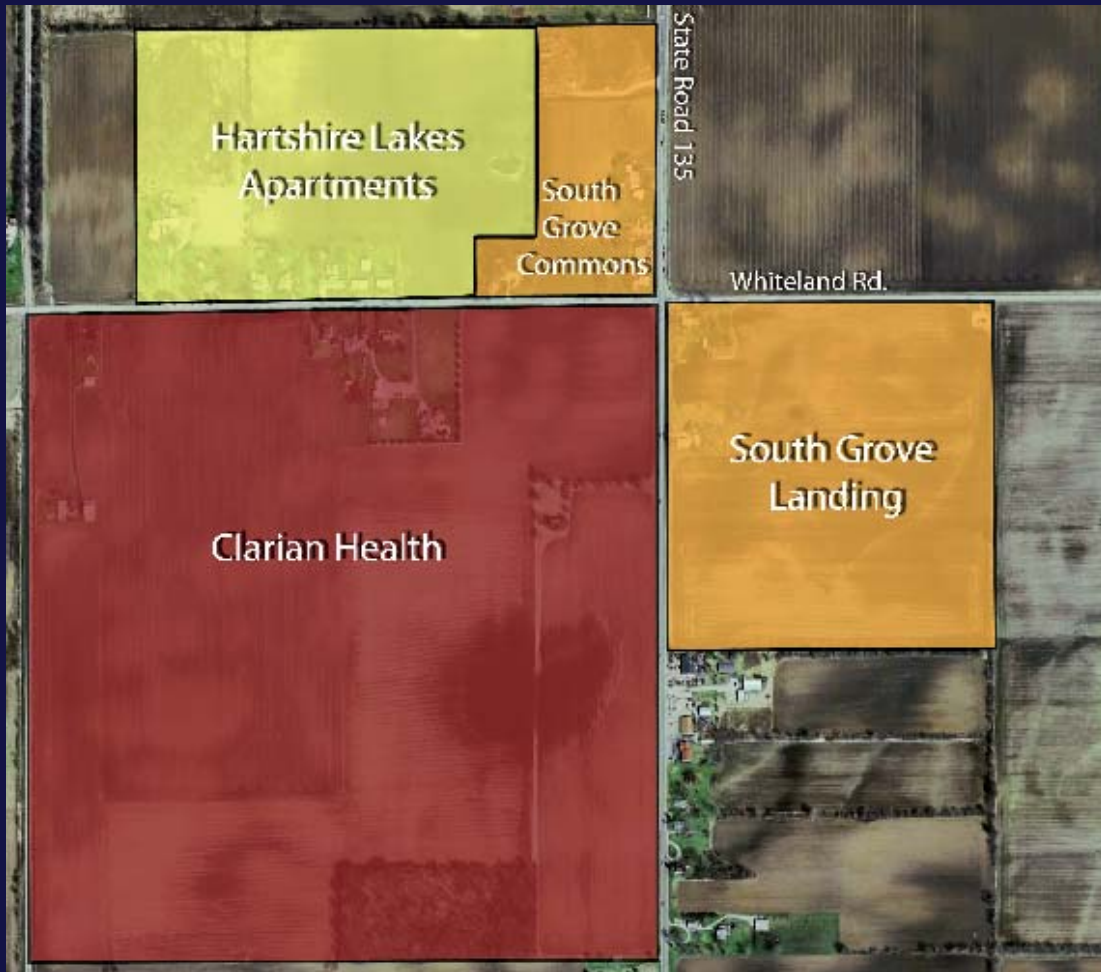 State Road 135
Hartshire Lakes
Apartments
South
Grove
Commons
Whiteland Rd.
South Grove
Landing
Clarian Health